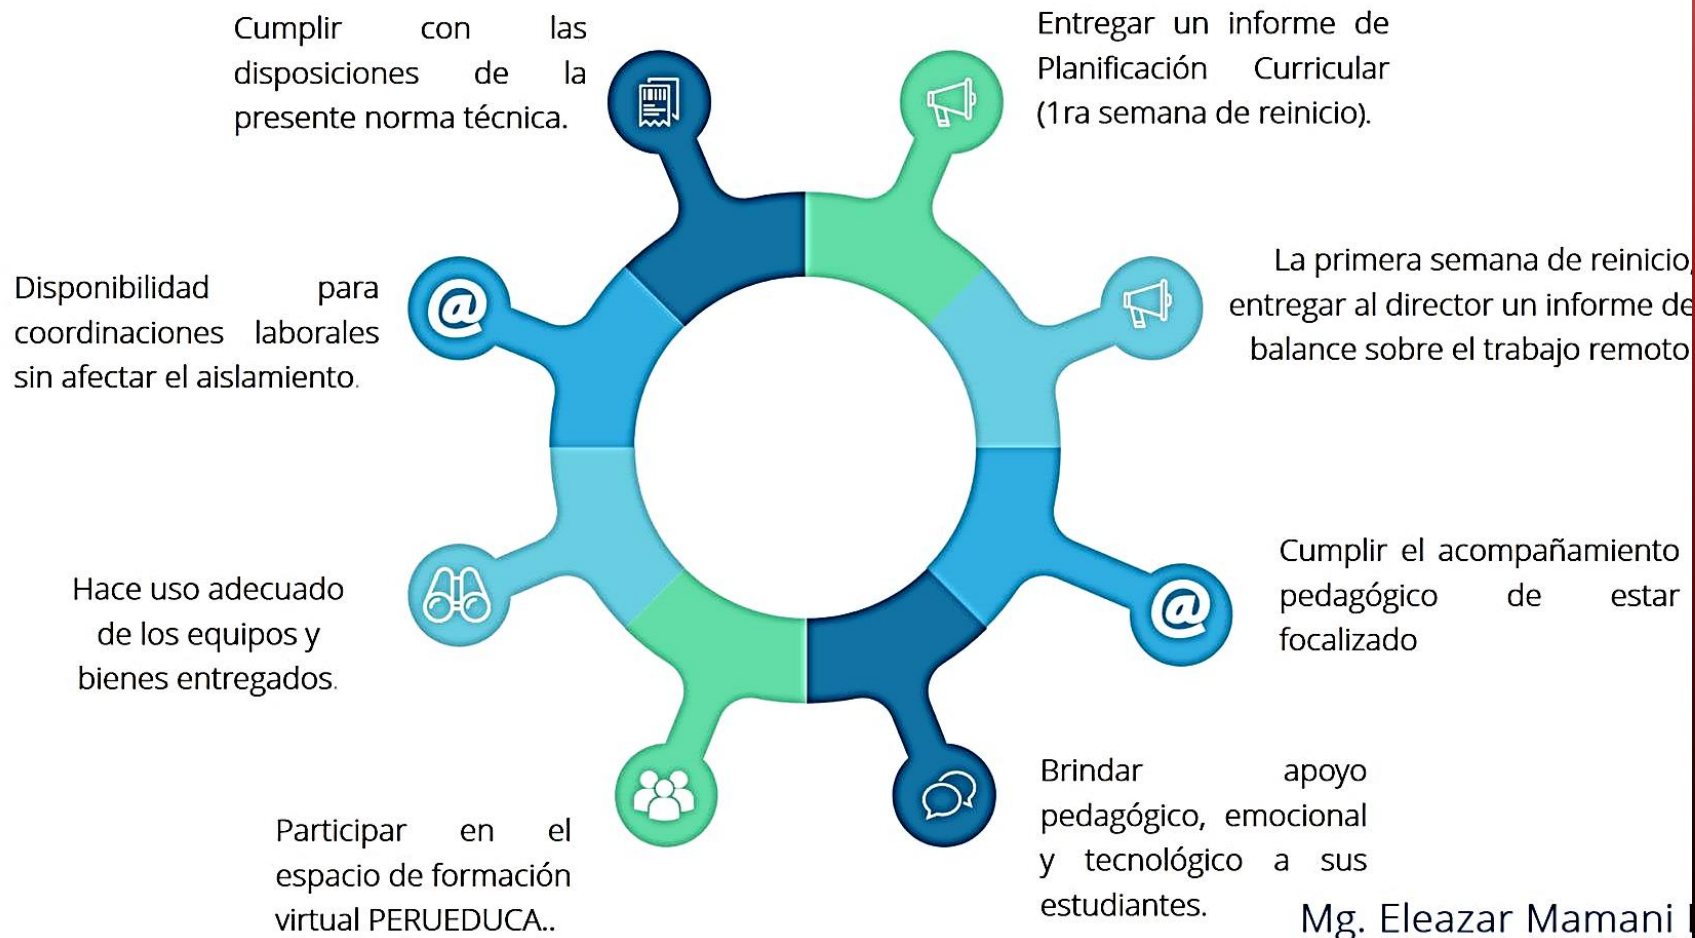 Cumplir con las
disposiciones de la
presente norma técnica.
Entregar un informe de
Planificación Curricular
(1ra semana de reinicio).
Disponibilidad para
coordinaciones laborales
sin afectar el aislamiento.
La primera semana de reinicio,
entregar al director un informe de
balance sobre el trabajo remoto
Hace uso adecuado
de los equipos y
bienes entregados.
Cumplir el acompañamiento
pedagógico de estar
focalizado
Participar en el
espacio de formación
virtual PERUEDUCA..
Brindar apoyo
pedagógico, emocional
y tecnológico a sus
estudiantes.
Mg. Eleazar Mamani